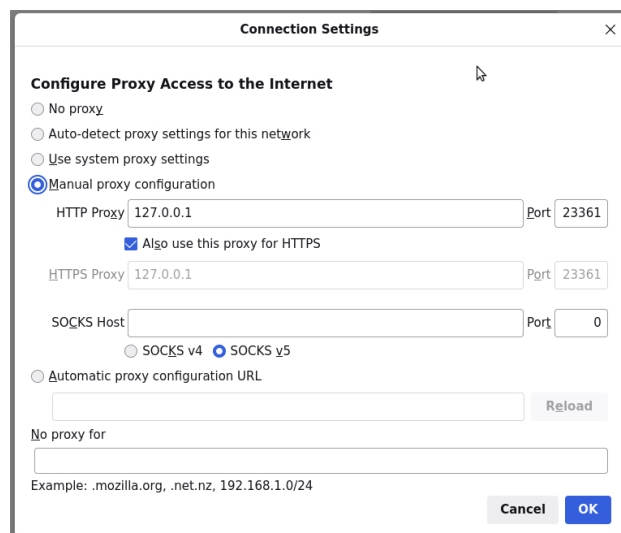 Connection Settings
Configure Proxy Access to the Internet
No proxy
Auto-detect proxy settings for this network
Use system proxy settings
Manual proxy configuration
HTTP Proxy 127.0.0.1 Port 23361
Also use this proxy for HTTPS
HTTPS Proxy 127.0.0.1 Port 23361
SOCKS Host Port 0
SOCKS v4 SOCKS v5
Automatic proxy configuration URL
Reload
No proxy for
Example: .mozilla.org, .net.nz, 192.168.1.0/24
Cancel OK